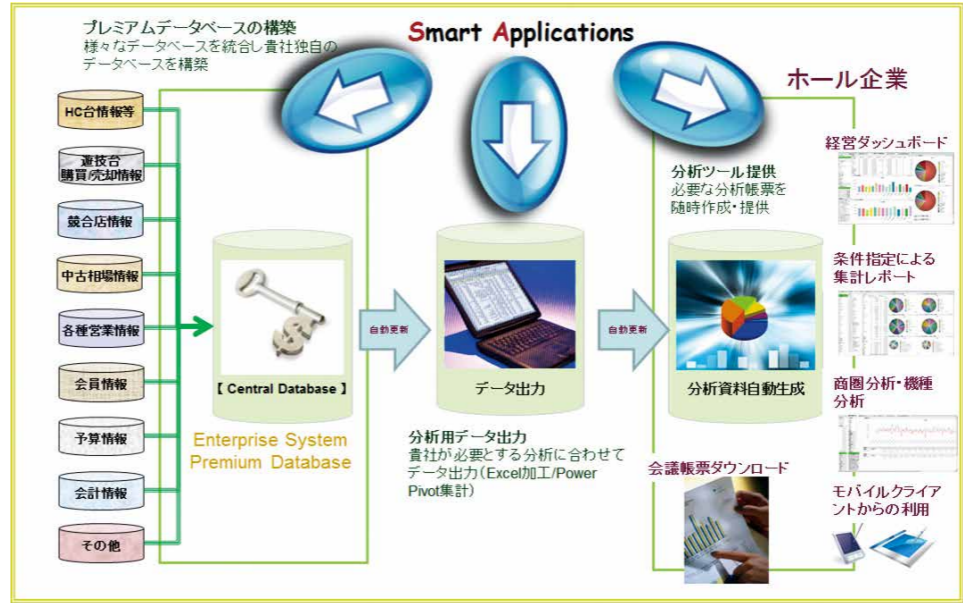 プレミアムデータベースの構築
様々なデータベースを統合し貴社独自の
データベースを構築
Smart Applications
ホール企業
HC台情報等
遊技台
購買/売却情報
競合店情報
中古相場情報
各種営業情報
会員情報
予算情報
会計情報
その他
【 Central Database 】
Enterprise System
Premium Database
自動更新
データ出力
分析用データ出力
貴社が必要とする分析に合わせて
データ出力(Excel加工/Power
Pivot集計)
自動更新
分析ツール提供
必要な分析帳票を
随時作成・提供
分析資料自動生成
会議帳票ダウンロード
経営ダッシュボード
条件指定による
集計レポート
商圏分析・機種
分析
モバイルクライア
ントからの利用